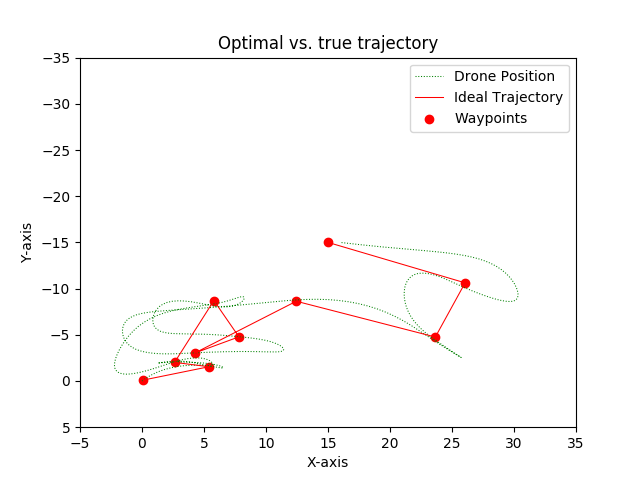 Optimal vs. true trajectory
Drone Position
Ideal Trajectory
Waypoints
Y-axis
−35
−30
−25
−20
−15
−10
−5
0
5
−5 0 5 10 15 20 25 30 35
X-axis